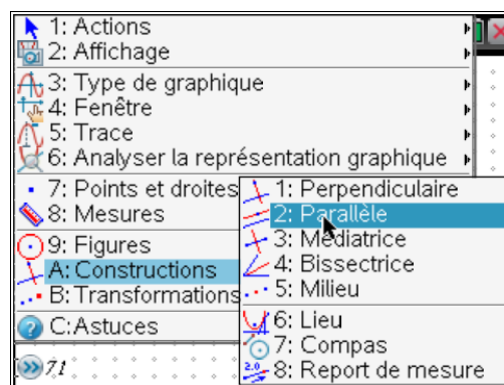 1: Actions
2: Affichage
3: Type de graphique
4: Fenêtre
5: Trace
6: Analyser la représentation graphique
7: Points et droites
8: Mesures
9: Figures
A: Constructions
B: Transformations
C:Astuces
1: Perpendiculaire
2: Parallèle
3: Médiatrice
4: Bissectrice
5: Milieu
6: Lieu
7: Compas
8: Report de mesure